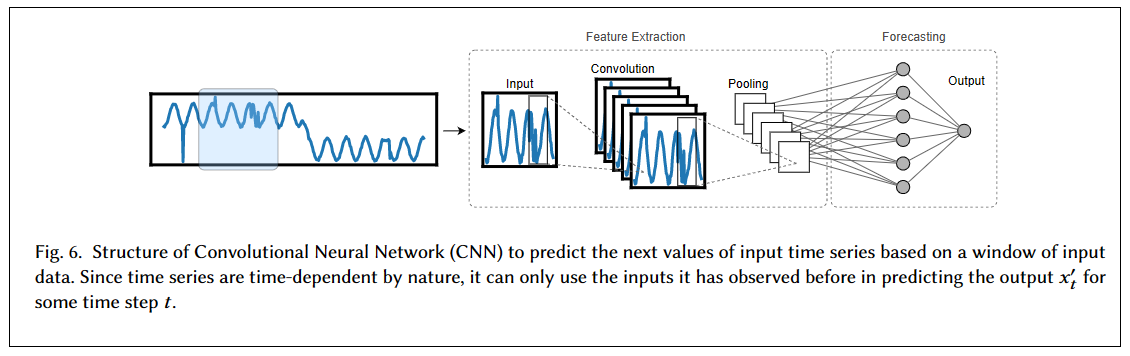 Feature Extraction
Forecasting
Input
Convolution
Pooling
Output
Fig. 6. Structure of Convolutional Neural Network (CNN) to predict the next values of input time series based on a window of input
data. Since time series are time-dependent by nature, it can only use the inputs it has observed before in predicting the output x′ₜ for
some time step t.